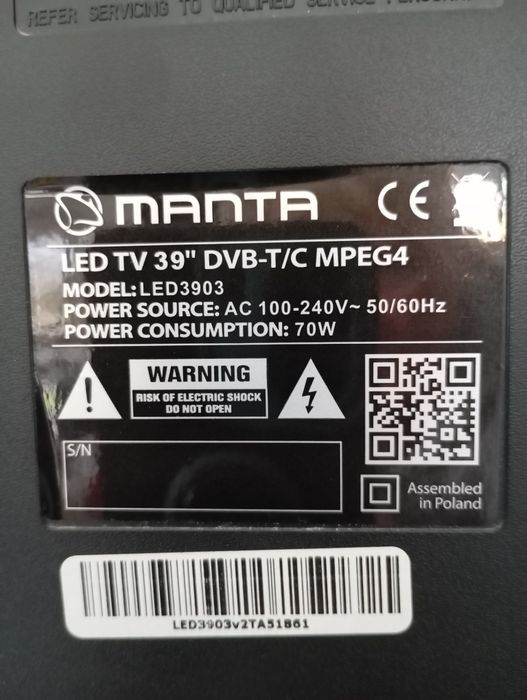 REFER SERVICING TO QUALIFIED SERVICE PERSONNEL
MANTA CE
LED TV 39" DVB-T/C MPEG4
MODEL: LED3903
POWER SOURCE: AC 100-240V~ 50/60Hz
POWER CONSUMPTION: 70W
WARNING
RISK OF ELECTRIC SHOCK
DO NOT OPEN
S/N
Assembled
in Poland
LED3903v2TA51861